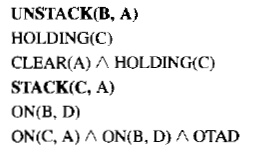 UNSTACK(B, A)
HOLDING(C)
CLEAR(A) ∧ HOLDING(C)
STACK(C, A)
ON(B, D)
ON(C, A) ∧ ON(B, D) ∧ OTAD